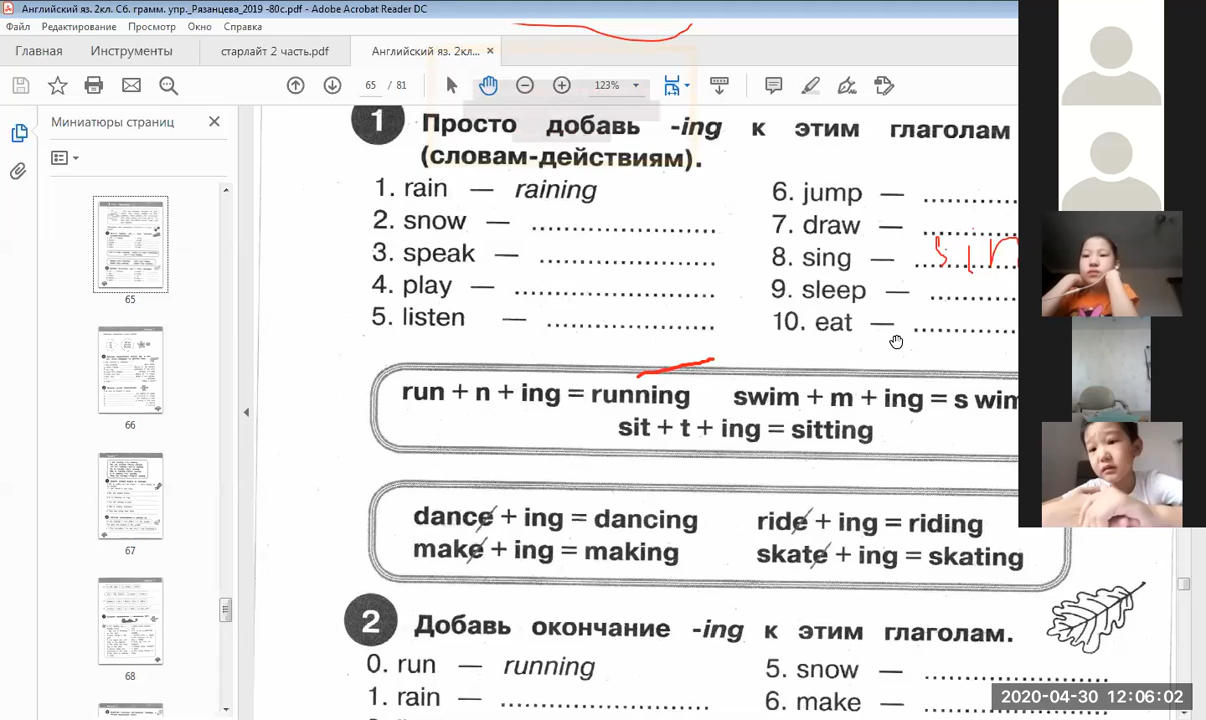 Английский яз. 2кл. Сб. грамм. упр._Рязанцева_2019 -80с.pdf - Adobe Acrobat Reader DC
Файл Редактирование Просмотр Окно Справка
Главная Инструменты старлайт 2 часть.pdf Английский яз. 2кл... ×
65 / 81 123%
Миниатюры страниц
65
66
67
68
1 Просто добавь -ing к этим глаголам
(словам-действиям).
1. rain — raining
2. snow — ....................
3. speak — ....................
4. play — ....................
5. listen — ....................
6. jump — ............
7. draw — ............
8. sing — ............ sin
9. sleep — ............
10. eat — ............
run + n + ing = running swim + m + ing = s wim
sit + t + ing = sitting
dance + ing = dancing ride + ing = riding
make + ing = making skate + ing = skating
2 Добавь окончание -ing к этим глаголам.
0. run — running
1. rain — ....................
5. snow — ....................
6. make — ....................
2020-04-30 12:06:02